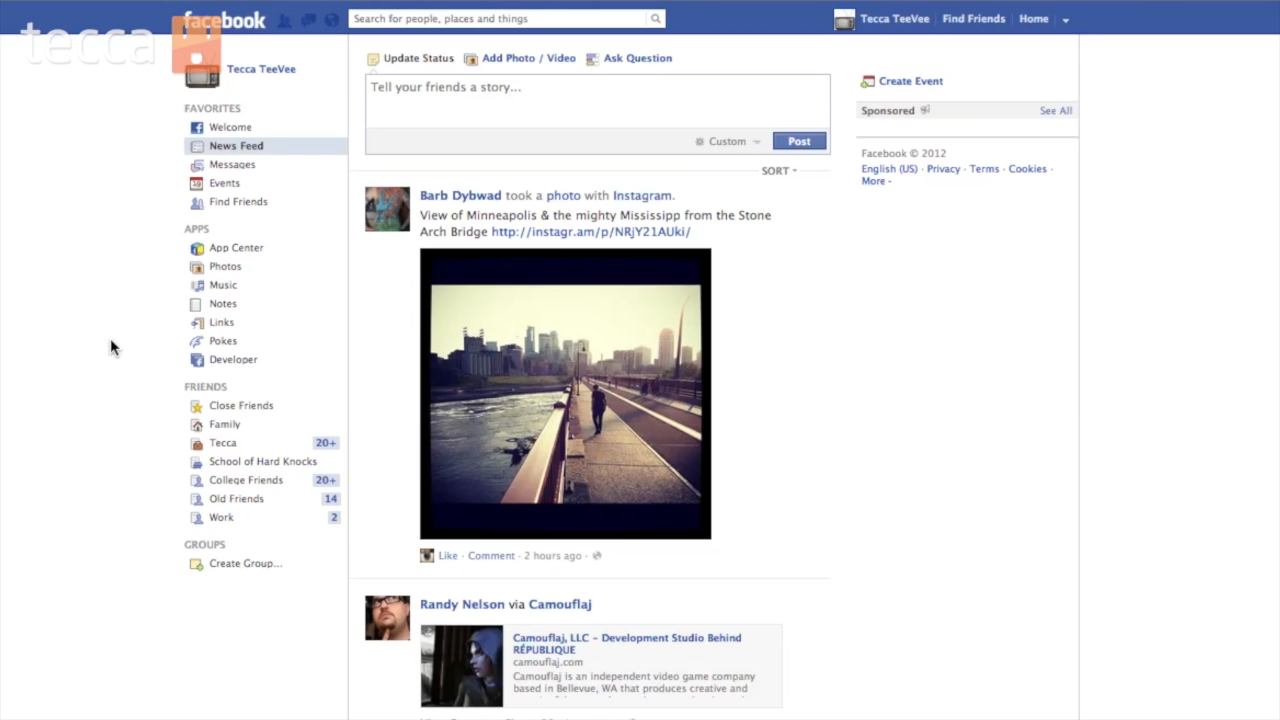 tecca
facebook
Search for people, places and things
Tecca TeeVee
Find Friends
Home
Tecca TeeVee
FAVORITES
Welcome
News Feed
Messages
Events
Find Friends
APPS
App Center
Photos
Music
Notes
Links
Pokes
Developer
FRIENDS
Close Friends
Family
Tecca 20+
School of Hard Knocks
College Friends 20+
Old Friends 14
Work 2
GROUPS
Create Group...
Update Status Add Photo / Video Ask Question
Tell your friends a story...
Custom Post
SORT
Barb Dybwad took a photo with Instagram.
View of Minneapolis & the mighty Mississipp from the Stone
Arch Bridge http://instagr.am/p/NRjY21AUki/
Like · Comment · 2 hours ago ·
Randy Nelson via Camouflaj
Camouflaj, LLC – Development Studio Behind
RÉPUBLIQUE
camouflaj.com
Camouflaj is an independent video game company
based in Bellevue, WA that produces creative and
Create Event
Sponsored See All
Facebook © 2012
English (US) · Privacy · Terms · Cookies ·
More